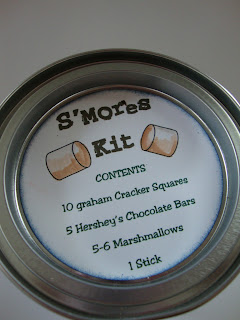 S'Mores
Kit
CONTENTS
10 graham Cracker Squares
5 Hershey's Chocolate Bars
5-6 Marshmallows
1 Stick